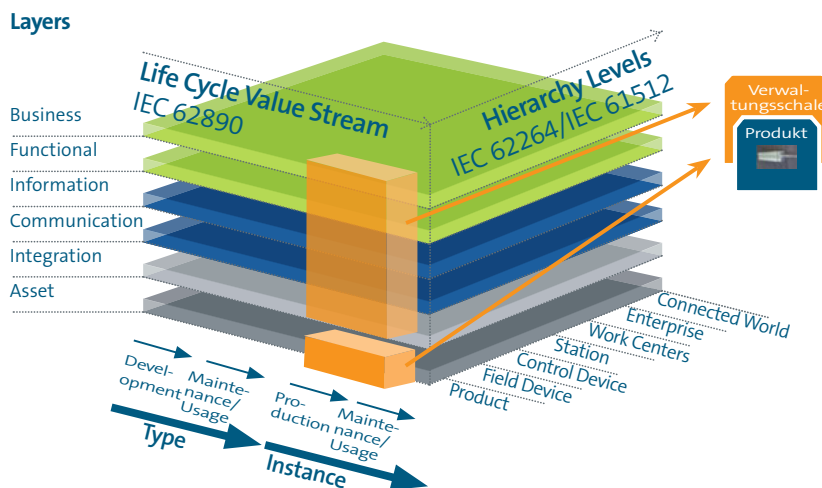 Layers
Life Cycle Value Stream
IEC 62890
Hierarchy Levels
IEC 62264/IEC 61512
Verwal-
tungsschale
Produkt
Business
Functional
Information
Communication
Integration
Asset
Connected World
Enterprise
Work Centers
Station
Control Device
Field Device
Product
Devel-
opment
Mainte-
nance/
Usage
Pro-
duction
Mainte-
nance/
Usage
Type
Instance